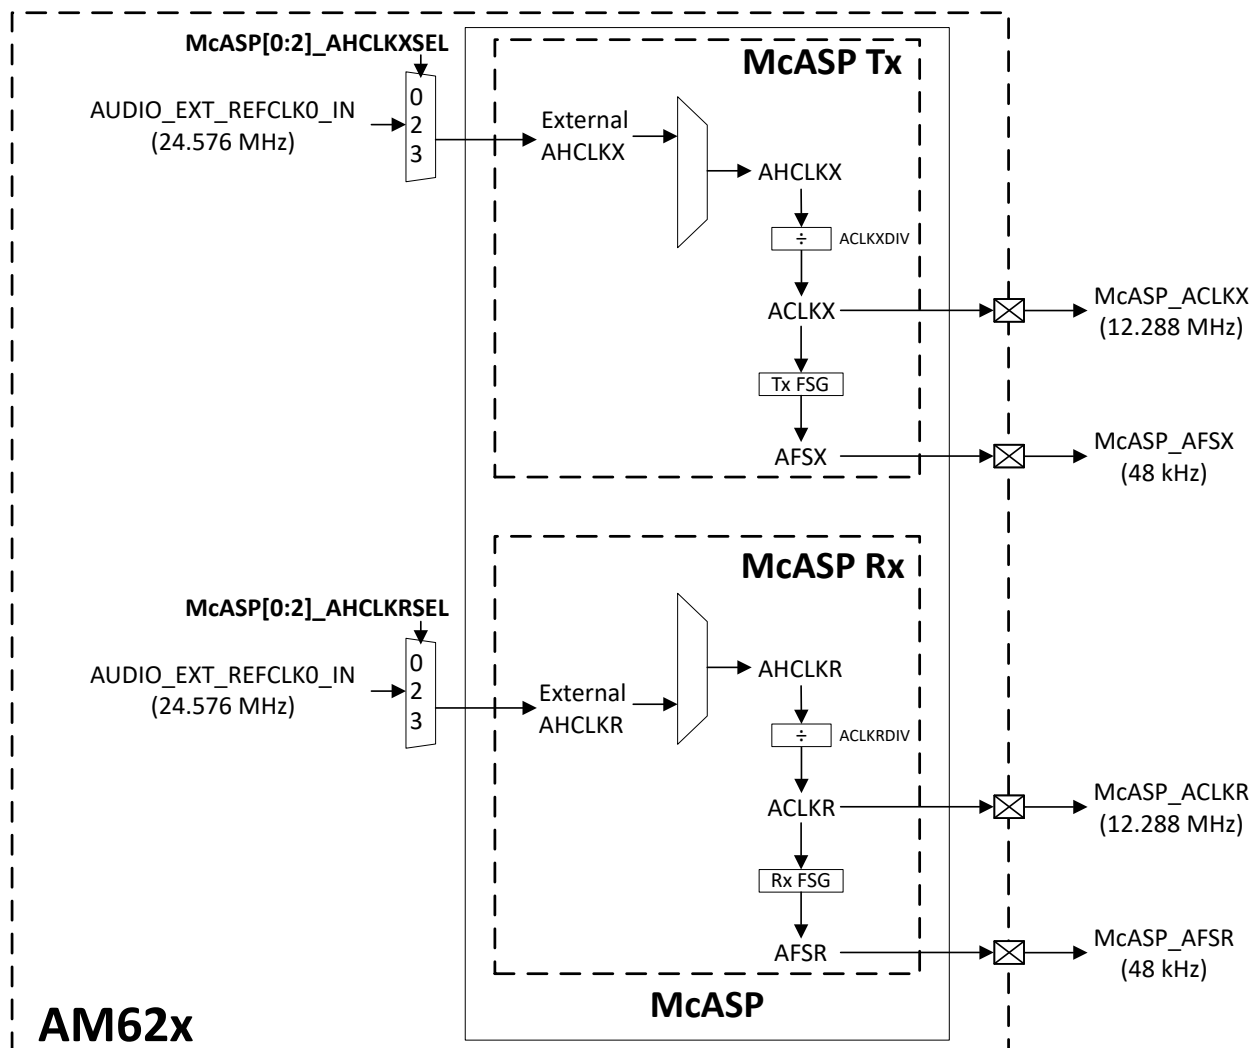 McASP[0:2]_AHCLKXSEL
McASP Tx
AUDIO_EXT_REFCLK0_IN
(24.576 MHz)
0
2
3
External
AHCLKX
AHCLKX
÷
ACLKXDIV
ACLKX
McASP_ACLKX
(12.288 MHz)
Tx FSG
AFSX
McASP_AFSX
(48 kHz)
McASP Rx
McASP[0:2]_AHCLKRSEL
AUDIO_EXT_REFCLK0_IN
(24.576 MHz)
0
2
3
External
AHCLKR
AHCLKR
÷
ACLKRDIV
ACLKR
McASP_ACLKR
(12.288 MHz)
Rx FSG
AFSR
McASP_AFSR
(48 kHz)
McASP
AM62x